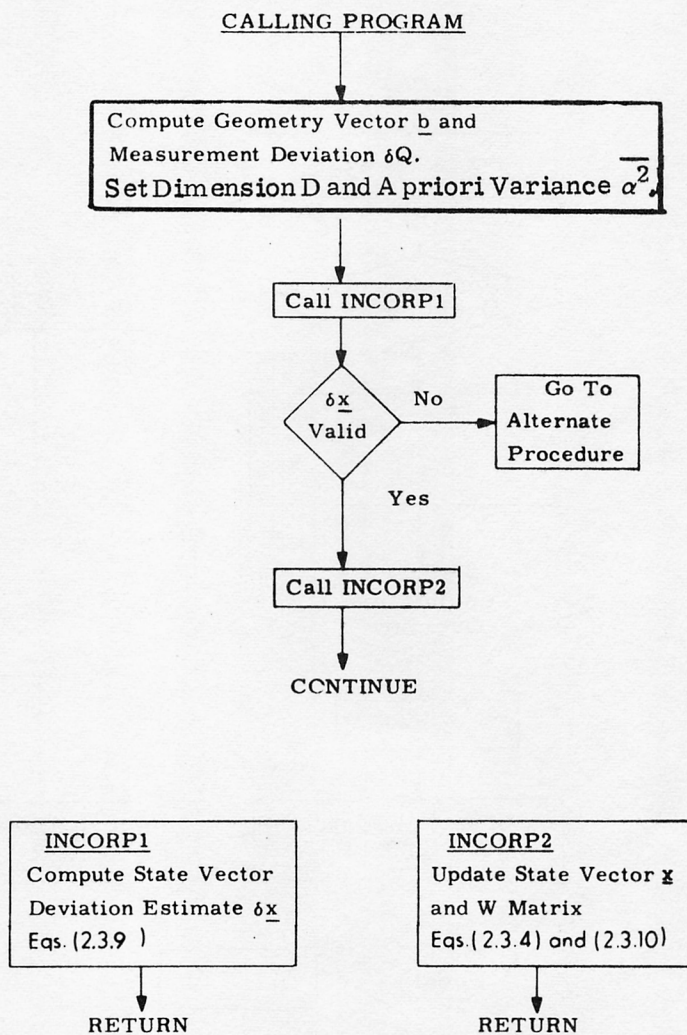 CALLING PROGRAM
Compute Geometry Vector b and
Measurement Deviation δQ.
Set Dimension D and A priori Variance α².
Call INCORP1
δx
Valid
No
Go To
Alternate
Procedure
Yes
Call INCORP2
CONTINUE
INCORP1
Compute State Vector
Deviation Estimate δx
Eqs. (2.3.9 )
RETURN
INCORP2
Update State Vector x
and W Matrix
Eqs. (2.3.4) and (2.3.10)
RETURN